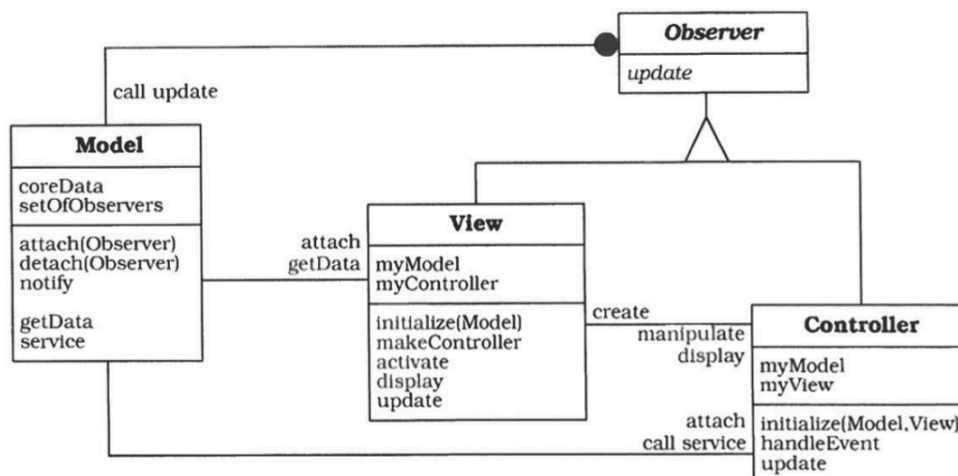 Observer
update
call update
Model
coreData
setOfObservers
attach(Observer)
detach(Observer)
notify
getData
service
attach
getData
View
myModel
myController
initialize(Model)
makeController
activate
display
update
create
manipulate
display
Controller
myModel
myView
attach
call service
initialize(Model,View)
handleEvent
update